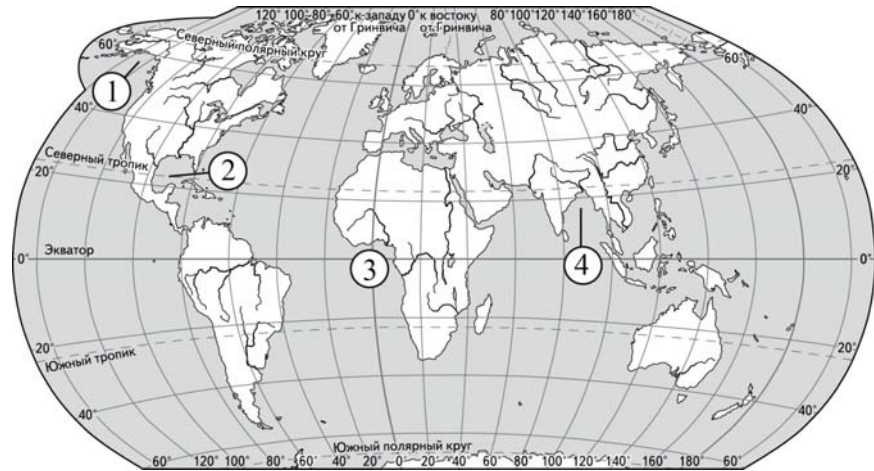 120° 100° 80° 60° к западу 0° к востоку 80° 100° 120° 140° 160° 180°
от Гринвича от Гринвича
Северный полярный круг
60° 60°
1
40° 40°
Северный тропик
2
20° 20°
Экватор
0° 0°
3
4
20° 20°
Южный тропик
40° 40°
Южный полярный круг
60° 120° 100° 80° 60° 40° 20° 0° 20° 40° 60° 80° 100° 120° 140° 160° 180° 60°